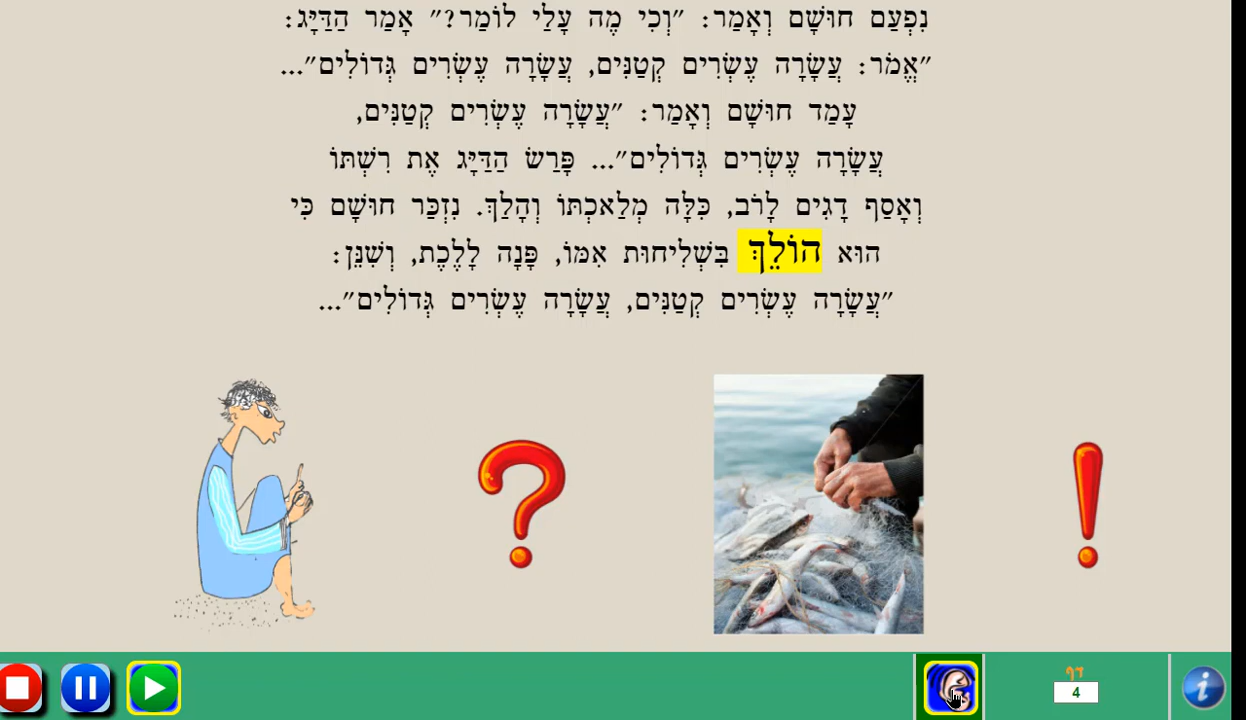 נִפְעַם חוּשָׁם וְאָמַר: ״וְכִי מֶה עָלַי לוֹמַר?״ אָמַר הַדַּיָּג:
״אֱמֹר: עֲשָׂרָה עֶשְׂרִים קְטַנִּים, עֲשָׂרָה עֶשְׂרִים גְּדוֹלִים״...
עָמַד חוּשָׁם וְאָמַר: ״עֲשָׂרָה עֶשְׂרִים קְטַנִּים,
עֲשָׂרָה עֶשְׂרִים גְּדוֹלִים״... פָּרַשׂ הַדַּיָּג אֶת רִשְׁתּוֹ
וְאָסַף דָגִים לָרֹב, כִּלָּה מְלַאכְתּוֹ וְהָלַךְ. נִזְכַּר חוּשָׁם כִּי
הוּא הוֹלֵךְ בִּשְׁלִיחוּת אִמּוֹ, פָּנָה לָלֶכֶת, וְשִׁנֵּן:
״עֲשָׂרָה עֶשְׂרִים קְטַנִּים, עֲשָׂרָה עֶשְׂרִים גְּדוֹלִים״...
דף
4